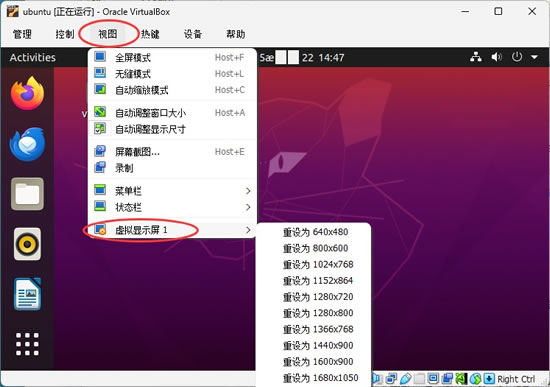 ubuntu [正在运行] - Oracle VirtualBox
管理 控制 视图 热键 设备 帮助
Activities 5æ 22 14:47
全屏模式 Host+F
无缝模式 Host+L
自动缩放模式 Host+C
自动调整窗口大小 Host+A
自动调整显示尺寸
屏幕截图... Host+E
录制
菜单栏
状态栏
虚拟显示屏 1
重设为 640x480
重设为 800x600
重设为 1024x768
重设为 1152x864
重设为 1280x720
重设为 1280x800
重设为 1366x768
重设为 1440x900
重设为 1600x900
重设为 1680x1050
Right Ctrl